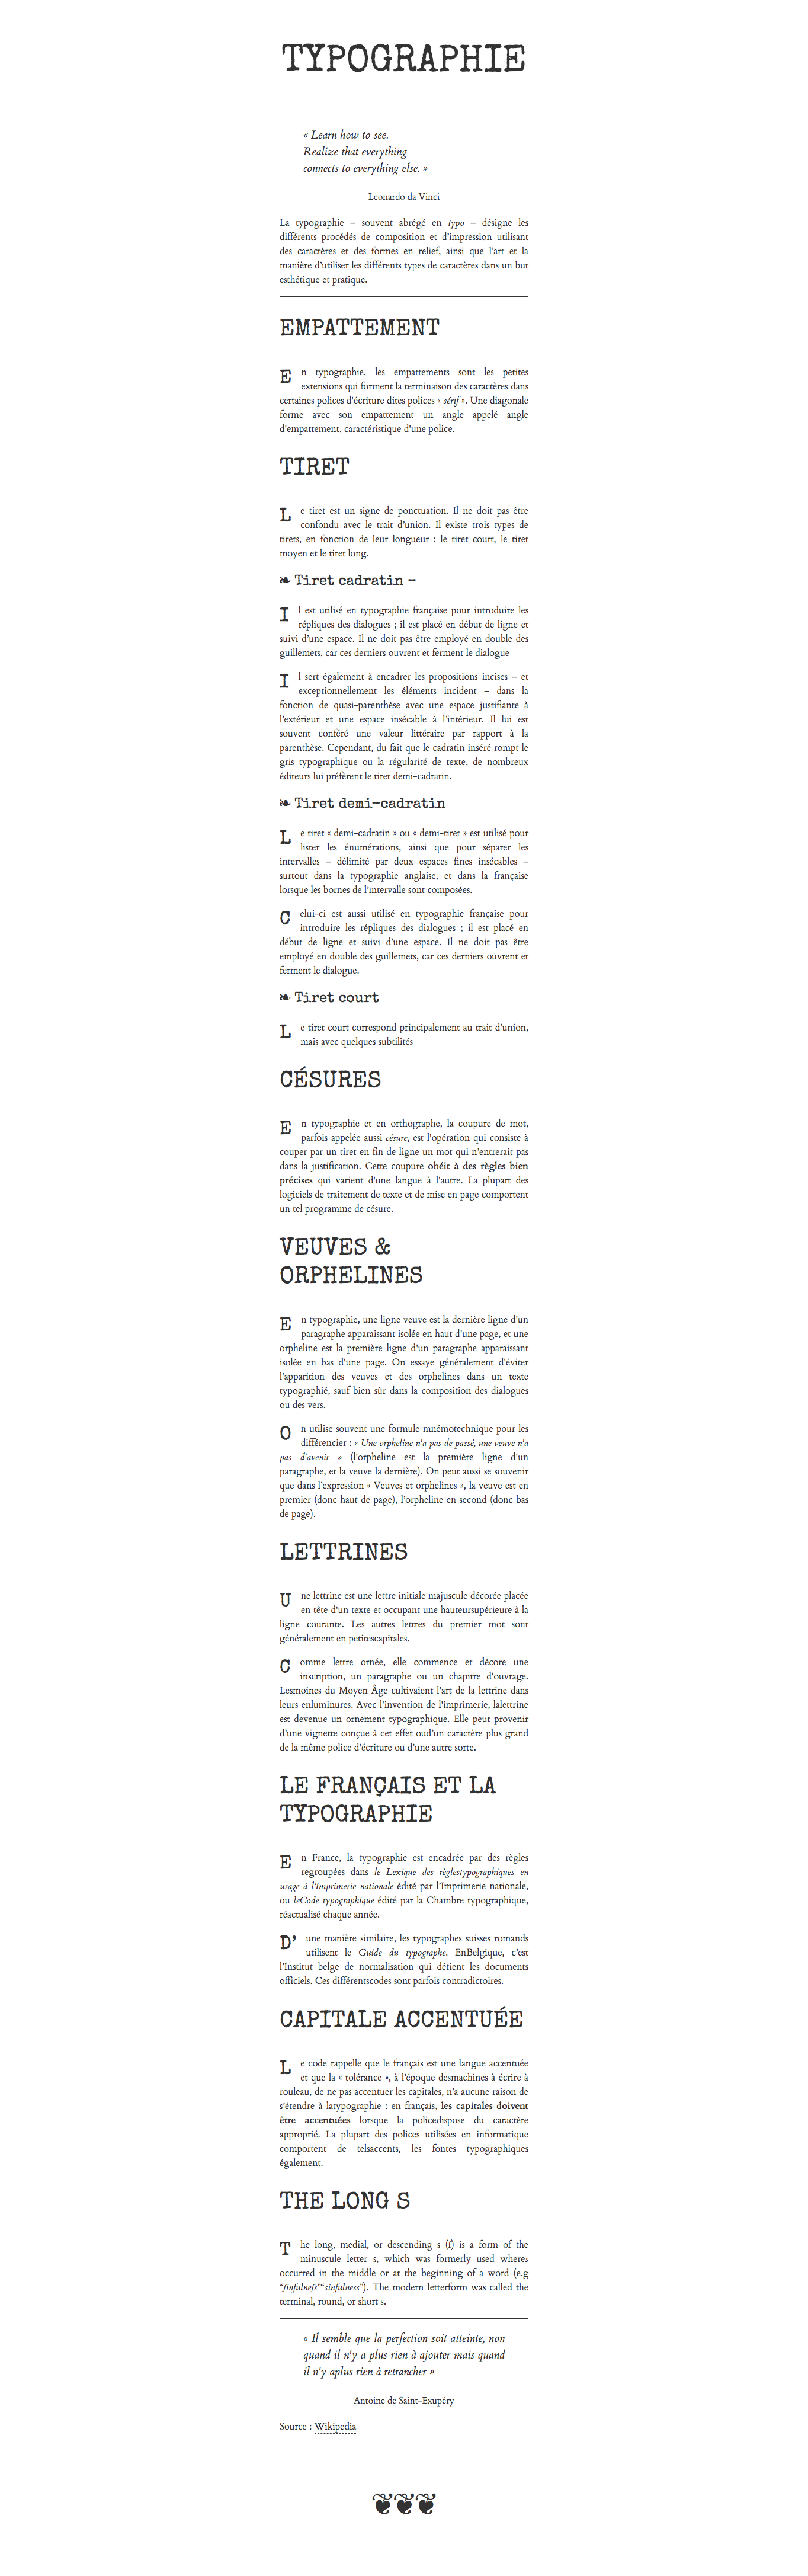 TYPOGRAPHIE
« Learn how to see.
Realize that everything
connects to everything else. »
Leonardo da Vinci
La typographie – souvent abrégé en typo – désigne les
différents procédés de composition et d'impression utilisant
des caractères et des formes en relief, ainsi que l'art et la
manière d'utiliser les différents types de caractères dans un but
esthétique et pratique.
EMPATTEMENT
En typographie, les empattements sont les petites
extensions qui forment la terminaison des caractères dans
certaines polices d'écriture dites polices « sérif ». Une diagonale
forme avec son empattement un angle appelé angle
d'empattement, caractéristique d'une police.
TIRET
Le tiret est un signe de ponctuation. Il ne doit pas être
confondu avec le trait d'union. Il existe trois types de
tirets, en fonction de leur longueur : le tiret court, le tiret
moyen et le tiret long.
❧ Tiret cadratin –
Il est utilisé en typographie française pour introduire les
répliques des dialogues ; il est placé en début de ligne et
suivi d'une espace. Il ne doit pas être employé en double des
guillemets, car ces derniers ouvrent et ferment le dialogue
Il sert également à encadrer les propositions incises – et
exceptionnellement les éléments incident – dans la
fonction de quasi-parenthèse avec une espace justifiante à
l'extérieur et une espace insécable à l'intérieur. Il lui est
souvent conféré une valeur littéraire par rapport à la
parenthèse. Cependant, du fait que le cadratin inséré rompt le
gris typographique ou la régularité de texte, de nombreux
éditeurs lui préfèrent le tiret demi-cadratin.
❧ Tiret demi-cadratin
Le tiret « demi-cadratin » ou « demi-tiret » est utilisé pour
lister les énumérations, ainsi que pour séparer les
intervalles – délimité par deux espaces fines insécables –
surtout dans la typographie anglaise, et dans la française
lorsque les bornes de l'intervalle sont composées.
Celui-ci est aussi utilisé en typographie française pour
introduire les répliques des dialogues ; il est placé en
début de ligne et suivi d'une espace. Il ne doit pas être
employé en double des guillemets, car ces derniers ouvrent et
ferment le dialogue.
❧ Tiret court
Le tiret court correspond principalement au trait d'union,
mais avec quelques subtilités
CÉSURES
En typographie et en orthographe, la coupure de mot,
parfois appelée aussi césure, est l'opération qui consiste à
couper par un tiret en fin de ligne un mot qui n'entrerait pas
dans la justification. Cette coupure obéit à des règles bien
précises qui varient d'une langue à l'autre. La plupart des
logiciels de traitement de texte et de mise en page comportent
un tel programme de césure.
VEUVES &
ORPHELINES
En typographie, une ligne veuve est la dernière ligne d'un
paragraphe apparaissant isolée en haut d'une page, et une
orpheline est la première ligne d'un paragraphe apparaissant
isolée en bas d'une page. On essaye généralement d'éviter
l'apparition des veuves et des orphelines dans un texte
typographié, sauf bien sûr dans la composition des dialogues
ou des vers.
On utilise souvent une formule mnémotechnique pour les
différencier : « Une orpheline n'a pas de passé, une veuve n'a
pas d'avenir » (l'orpheline est la première ligne d'un
paragraphe, et la veuve la dernière). On peut aussi se souvenir
que dans l'expression « Veuves et orphelines », la veuve est en
premier (donc haut de page), l'orpheline en second (donc bas
de page).
LETTRINES
Une lettrine est une lettre initiale majuscule décorée placée
en tête d'un texte et occupant une hauteursupérieure à la
ligne courante. Les autres lettres du premier mot sont
généralement en petitescapitales.
Comme lettre ornée, elle commence et décore une
inscription, un paragraphe ou un chapitre d'ouvrage.
Lesmoines du Moyen Âge cultivaient l'art de la lettrine dans
leurs enluminures. Avec l'invention de l'imprimerie, lalettrine
est devenue un ornement typographique. Elle peut provenir
d'une vignette conçue à cet effet oud'un caractère plus grand
de la même police d'écriture ou d'une autre sorte.
LE FRANÇAIS ET LA
TYPOGRAPHIE
En France, la typographie est encadrée par des règles
regroupées dans le Lexique des règlestypographiques en
usage à l'Imprimerie nationale édité par l'Imprimerie nationale,
ou leCode typographique édité par la Chambre typographique,
réactualisé chaque année.
D'une manière similaire, les typographes suisses romands
utilisent le Guide du typographe. EnBelgique, c'est
l'Institut belge de normalisation qui détient les documents
officiels. Ces différentscodes sont parfois contradictoires.
CAPITALE ACCENTUÉE
Le code rappelle que le français est une langue accentuée
et que la « tolérance », à l'époque desmachines à écrire à
rouleau, de ne pas accentuer les capitales, n'a aucune raison de
s'étendre à latypographie : en français, les capitales doivent
être accentuées lorsque la policedispose du caractère
approprié. La plupart des polices utilisées en informatique
comportent de telsaccents, les fontes typographiques
également.
THE LONG S
The long, medial, or descending s (ſ) is a form of the
minuscule letter s, which was formerly used wheres
occurred in the middle or at the beginning of a word (e.g
“ſinfulneſs”“sinfulness”). The modern letterform was called the
terminal, round, or short s.
« Il semble que la perfection soit atteinte, non
quand il n'y a plus rien à ajouter mais quand
il n'y aplus rien à retrancher »
Antoine de Saint-Exupéry
Source : Wikipedia
❦❦❦